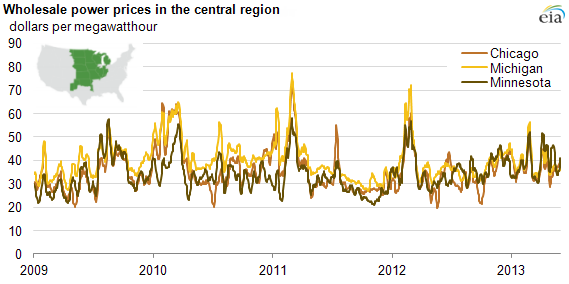 Wholesale power prices in the central region
dollars per megawatthour
eia
90
80
70
60
50
40
30
20
10
0
Chicago
Michigan
Minnesota
2009 2010 2011 2012 2013